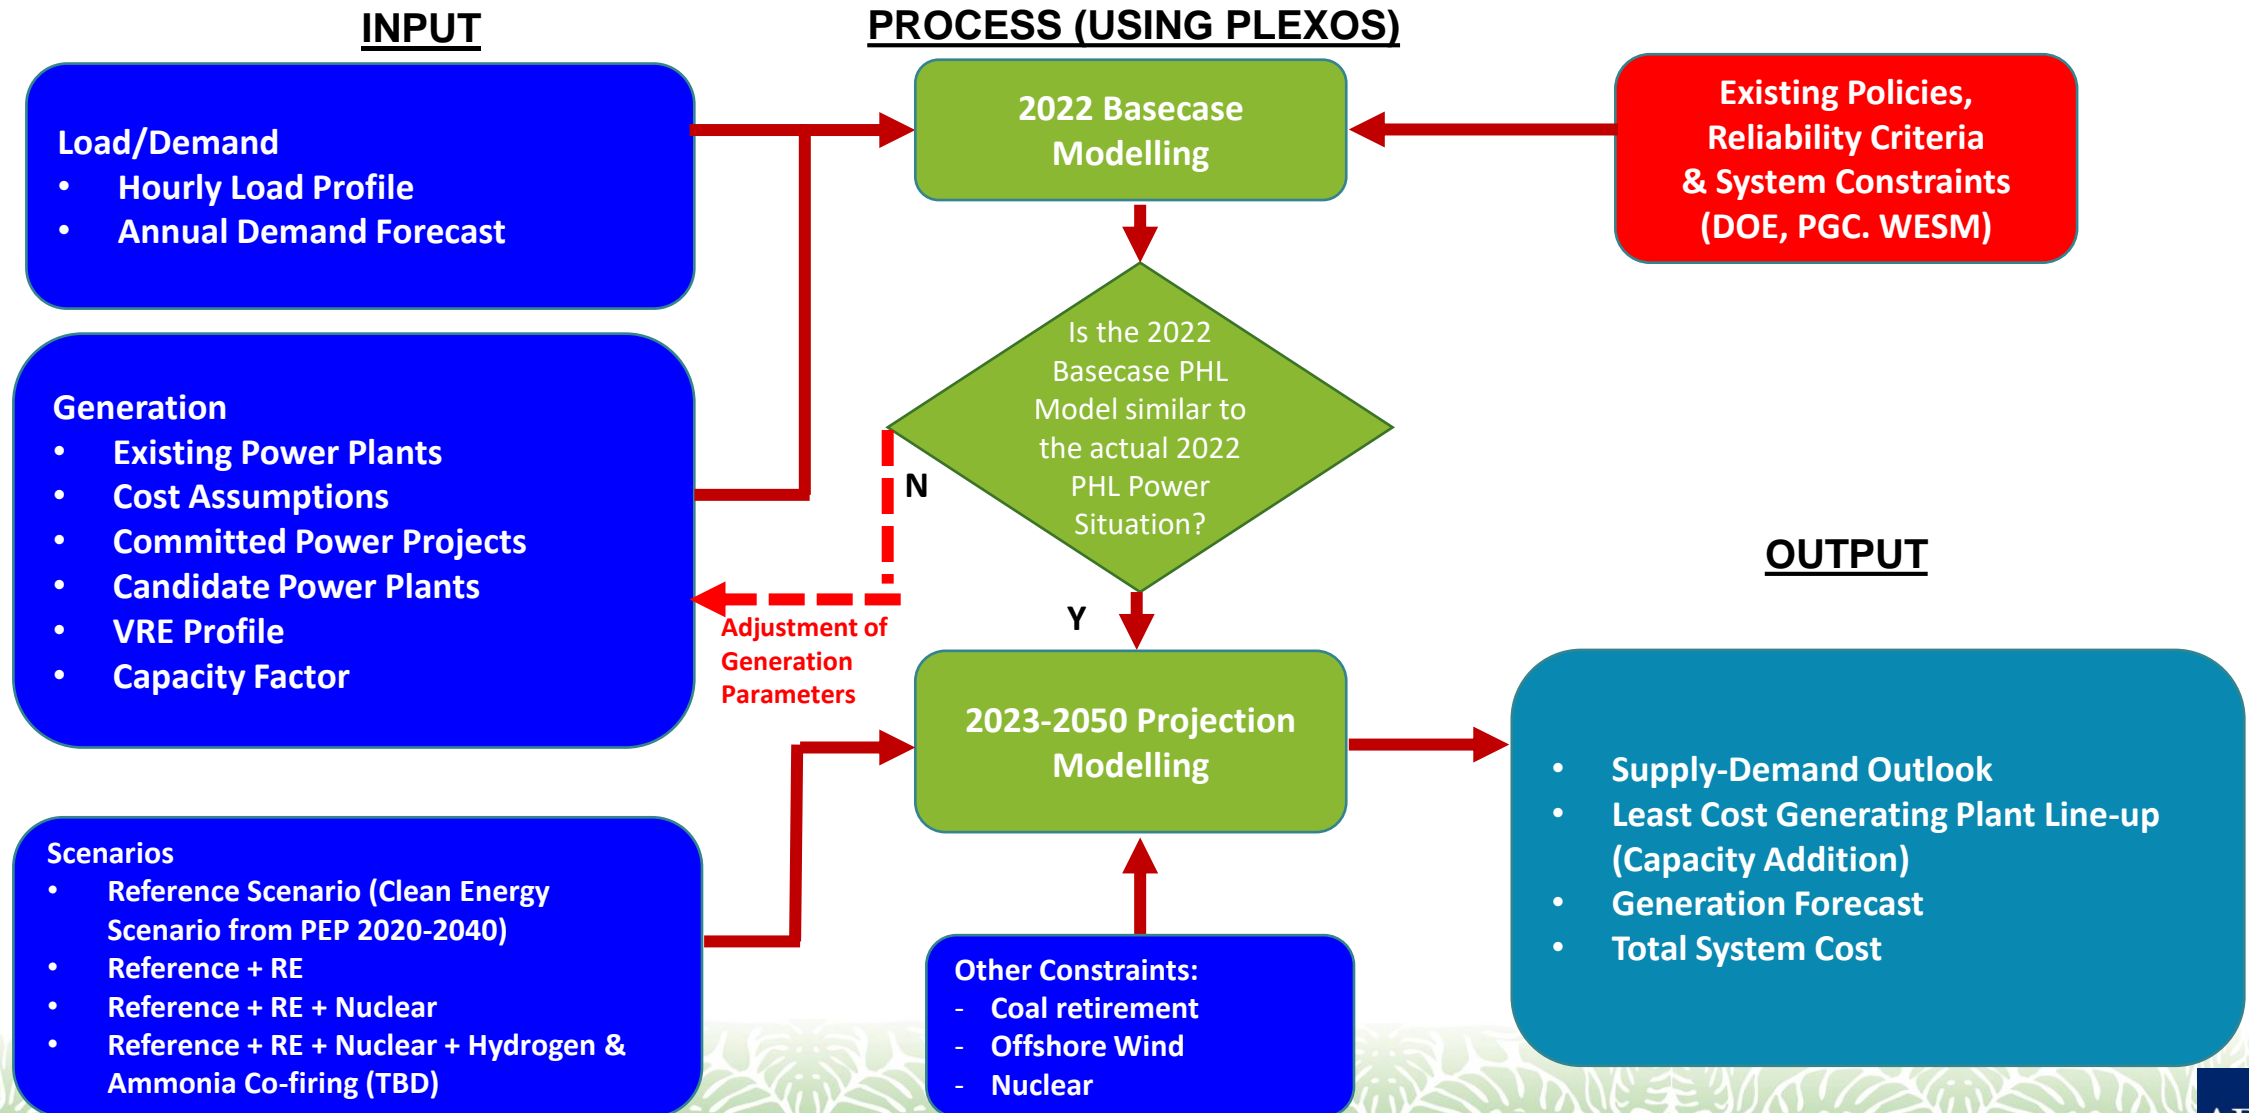 INPUT
PROCESS (USING PLEXOS)
Load/Demand
• Hourly Load Profile
• Annual Demand Forecast
2022 Basecase
Modelling
Existing Policies,
Reliability Criteria
& System Constraints
(DOE, PGC. WESM)
Generation
• Existing Power Plants
• Cost Assumptions
• Committed Power Projects
• Candidate Power Plants
• VRE Profile
• Capacity Factor
Is the 2022
Basecase PHL
Model similar to
the actual 2022
PHL Power
Situation?
N
Adjustment of
Generation
Parameters
Y
2023-2050 Projection
Modelling
Scenarios
• Reference Scenario (Clean Energy
Scenario from PEP 2020-2040)
• Reference + RE
• Reference + RE + Nuclear
• Reference + RE + Nuclear + Hydrogen &
Ammonia Co-firing (TBD)
Other Constraints:
- Coal retirement
- Offshore Wind
- Nuclear
OUTPUT
• Supply-Demand Outlook
• Least Cost Generating Plant Line-up
(Capacity Addition)
• Generation Forecast
• Total System Cost